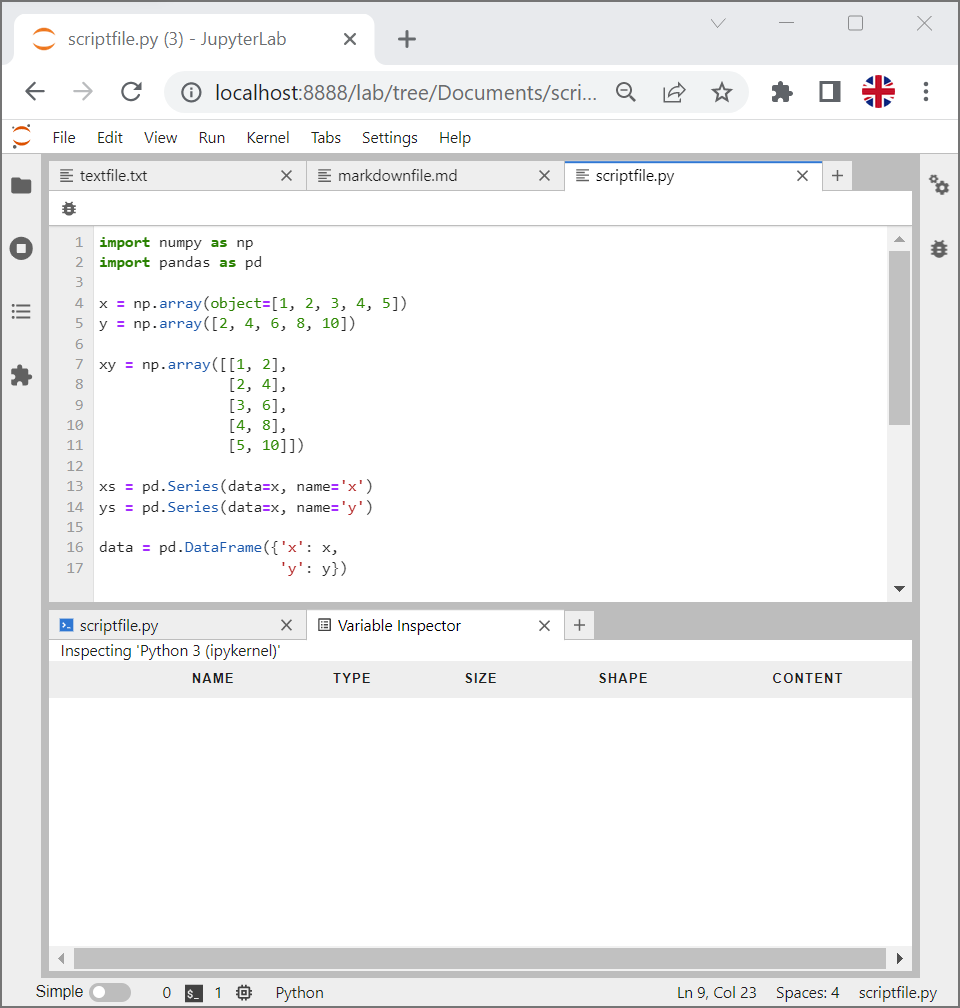 scriptfile.py (3) - JupyterLab
localhost:8888/lab/tree/Documents/scri...
File Edit View Run Kernel Tabs Settings Help
textfile.txt markdownfile.md scriptfile.py
1 import numpy as np
2 import pandas as pd
3
4 x = np.array(object=[1, 2, 3, 4, 5])
5 y = np.array([2, 4, 6, 8, 10])
6
7 xy = np.array([[1, 2],
8 [2, 4],
9 [3, 6],
10 [4, 8],
11 [5, 10]])
12
13 xs = pd.Series(data=x, name='x')
14 ys = pd.Series(data=x, name='y')
15
16 data = pd.DataFrame({'x': x,
17 'y': y})
scriptfile.py Variable Inspector
Inspecting 'Python 3 (ipykernel)'
NAME TYPE SIZE SHAPE CONTENT
Simple 0 $_ 1 Python Ln 9, Col 23 Spaces: 4 scriptfile.py